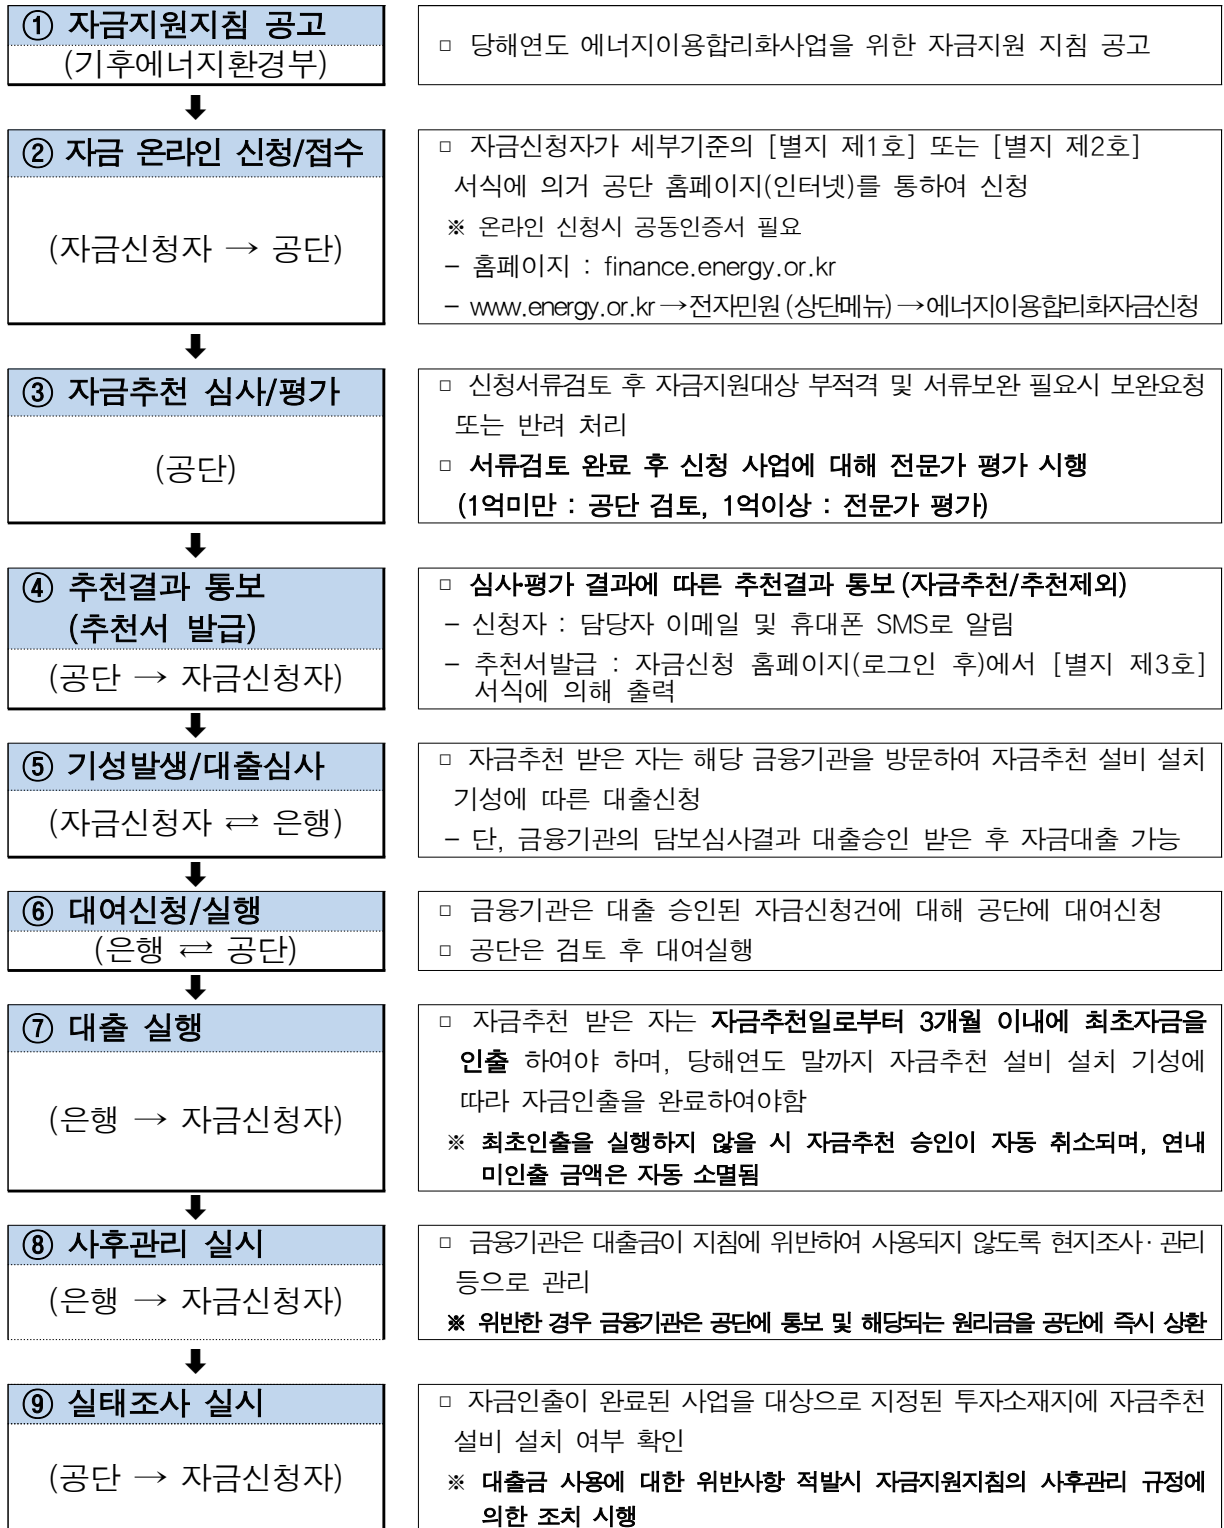 ① 자금지원지침 공고
(기후에너지환경부)
□ 당해연도 에너지이용합리화사업을 위한 자금지원 지침 공고
② 자금 온라인 신청/접수
(자금신청자 → 공단)
□ 자금신청자가 세부기준의 [별지 제1호] 또는 [별지 제2호]
서식에 의거 공단 홈페이지(인터넷)를 통하여 신청
※ 온라인 신청시 공동인증서 필요
- 홈페이지 : finance.energy.or.kr
- www.energy.or.kr→전자민원(상단메뉴)→에너지이용합리화자금신청
③ 자금추천 심사/평가
(공단)
□ 신청서류검토 후 자금지원대상 부적격 및 서류보완 필요시 보완요청
또는 반려 처리
□ 서류검토 완료 후 신청 사업에 대해 전문가 평가 시행
(1억미만 : 공단 검토, 1억이상 : 전문가 평가)
④ 추천결과 통보
(추천서 발급)
(공단 → 자금신청자)
□ 심사·평가 결과에 따른 추천결과 통보(자금추천/추천제외)
- 신청자 : 담당자 이메일 및 휴대폰 SMS로 알림
- 추천서발급 : 자금신청 홈페이지(로그인 후)에서 [별지 제3호]
서식에 의해 출력
⑤ 기성발생/대출심사
(자금신청자 ⇄ 은행)
□ 자금추천 받은 자는 해당 금융기관을 방문하여 자금추천 설비 설치
기성에 따른 대출신청
- 단, 금융기관의 담보심사결과 대출승인 받은 후 자금대출 가능
⑥ 대여신청/실행
(은행 ⇄ 공단)
□ 금융기관은 대출 승인된 자금신청건에 대해 공단에 대여신청
□ 공단은 검토 후 대여실행
⑦ 대출 실행
(은행 → 자금신청자)
□ 자금추천 받은 자는 자금추천일로부터 3개월 이내에 최초자금을
인출 하여야 하며, 당해연도 말까지 자금추천 설비 설치 기성에
따라 자금인출을 완료하여야함
※ 최초인출을 실행하지 않을 시 자금추천 승인이 자동 취소되며, 연내
미인출 금액은 자동 소멸됨
⑧ 사후관리 실시
(은행 → 자금신청자)
□ 금융기관은 대출금이 지침에 위반하여 사용되지 않도록 현지조사·관리
등으로 관리
※ 위반한 경우 금융기관은 공단에 통보 및 해당되는 원리금을 공단에 즉시 상환
⑨ 실태조사 실시
(공단 → 자금신청자)
□ 자금인출이 완료된 사업을 대상으로 지정된 투자소재지에 자금추천
설비 설치 여부 확인
※ 대출금 사용에 대한 위반사항 적발시 자금지원지침의 사후관리 규정에
의한 조치 시행